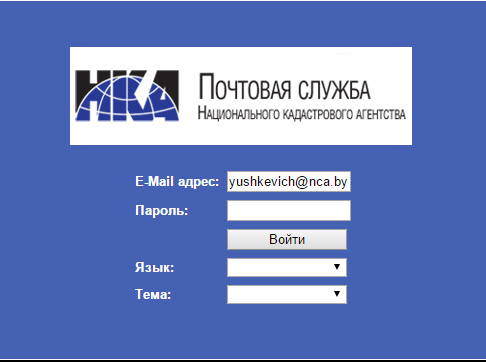 НКА
ПОЧТОВАЯ СЛУЖБА
НАЦИОНАЛЬНОГО КАДАСТРОВОГО АГЕНТСТВА
E-Mail адрес: yushkevich@nca.by
Пароль:
Войти
Язык:
Тема: